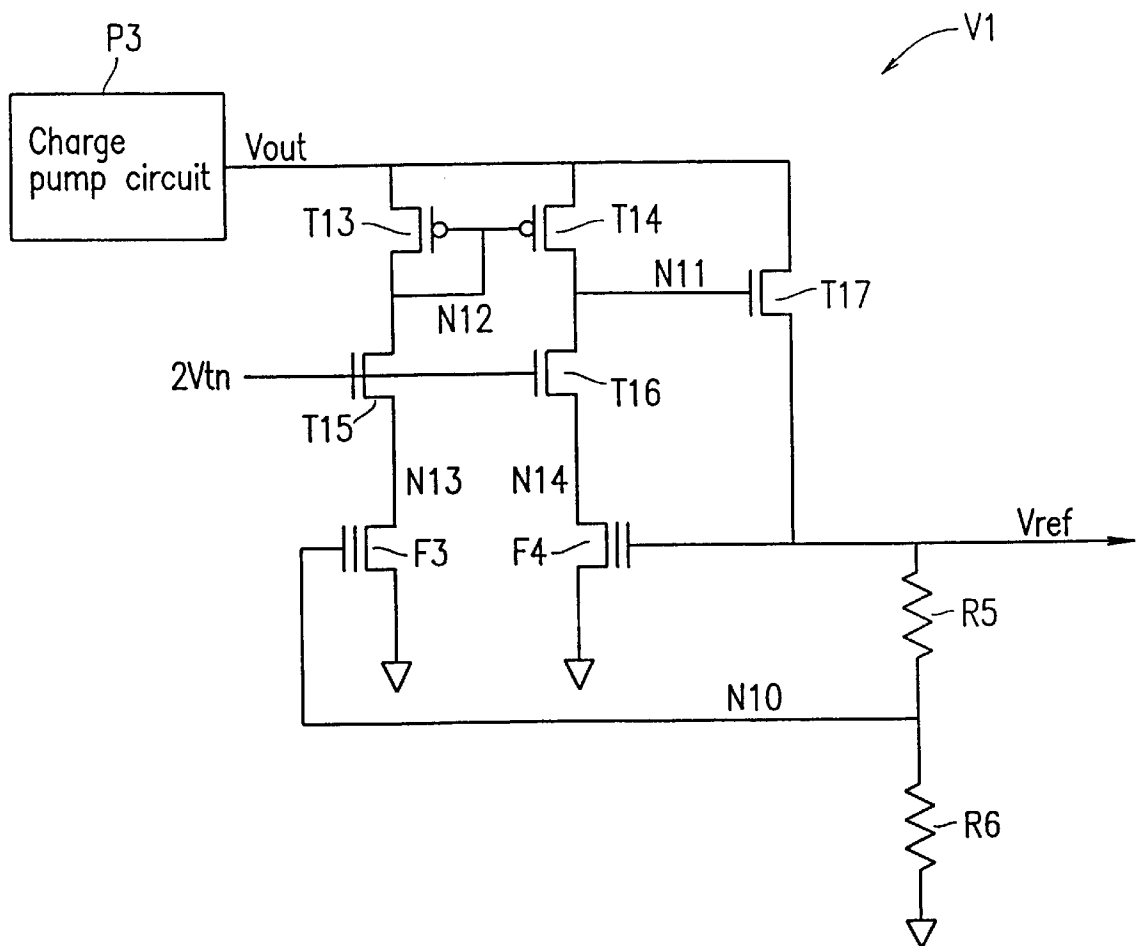 V1
P3
Charge
pump circuit
Vout
T13
T14
N11
T17
N12
2Vtn
T15
T16
N13
N14
F3
F4
Vref
R5
N10
R6